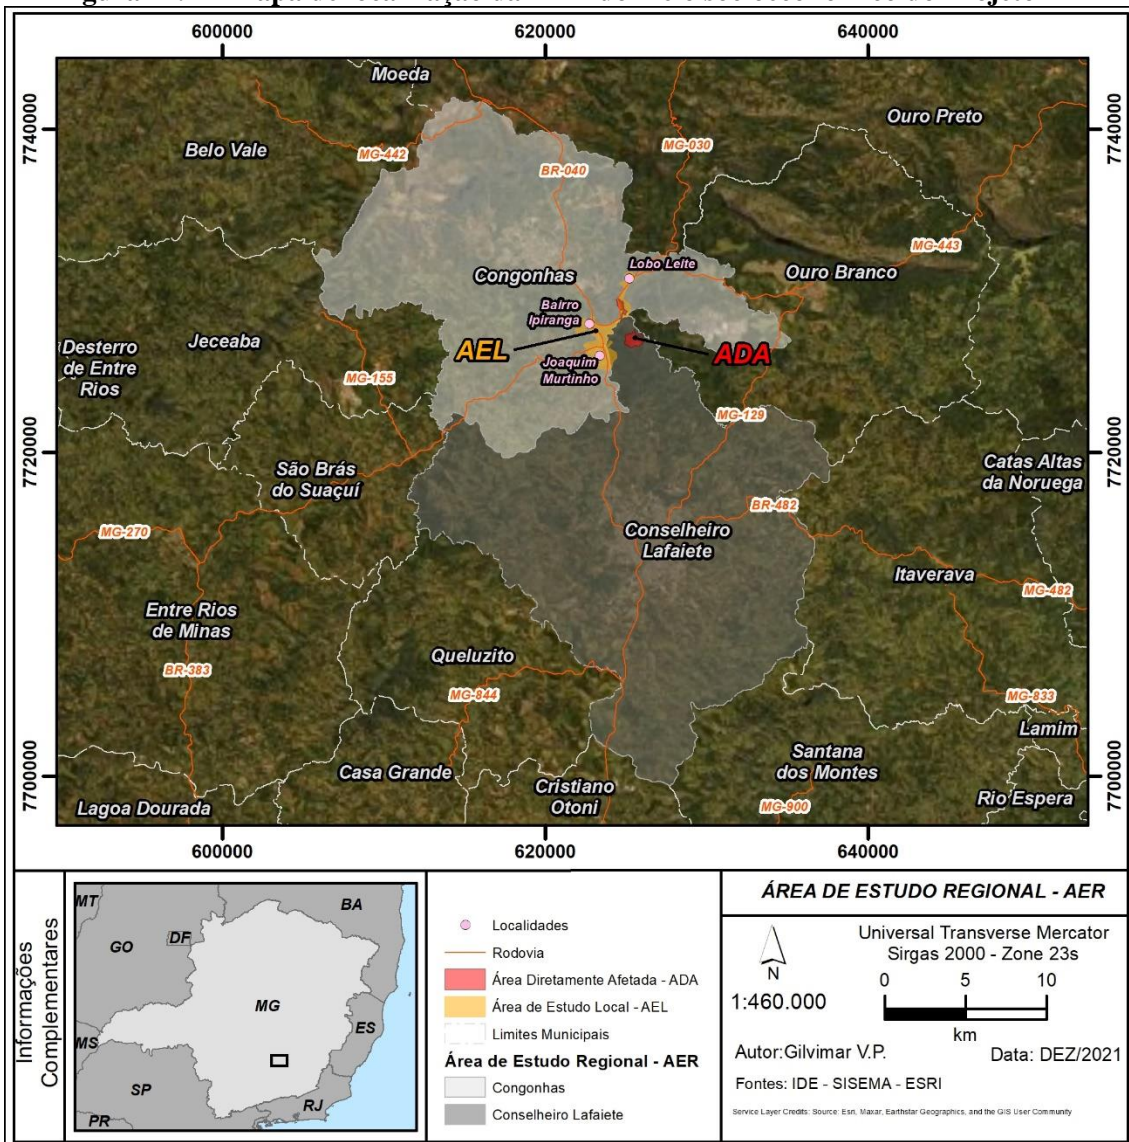 600000
620000
640000
Moeda
Ouro Preto
7740000
7740000
Belo Vale
MG-442
MG-030
BR-040
MG-443
Lobo Leite
Congonhas
Ouro Branco
Bairro
Ipiranga
Jeceaba
AEL
ADA
Desterro
de Entre
Rios
Joaquim
Murtinho
MG-155
MG-129
7720000
7720000
São Brás
do Suaçuí
Catas Altas
da Noruega
BR-482
MG-270
Conselheiro
Lafaiete
Itaverava
MG-482
Entre Rios
de Minas
Queluzito
BR-383
MG-844
MG-833
Lamim
7700000
7700000
Santana
dos Montes
Casa Grande
Cristiano
Otoni
Lagoa Dourada
MG-900
Rio Espera
600000
620000
640000
Informações
Complementares
MT
BA
GO
DF
MG
ES
MS
SP
RJ
PR
Localidades
Rodovia
Área Diretamente Afetada - ADA
Área de Estudo Local - AEL
Limites Municipais
Área de Estudo Regional - AER
Congonhas
Conselheiro Lafaiete
ÁREA DE ESTUDO REGIONAL - AER
N
1:460.000
Universal Transverse Mercator
Sirgas 2000 - Zone 23s
0 5 10
km
Autor:Gilvimar V.P.
Data: DEZ/2021
Fontes: IDE - SISEMA - ESRI
Service Layer Credits: Source: Esri, Maxar, Earthstar Geographics, and the GIS User Community